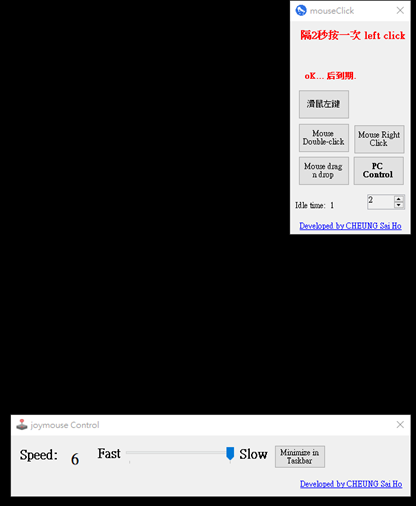 mouseClick
隔2秒按一次 left click
oK... 后到期.
滑鼠左鍵
Mouse
Double-click
Mouse Right
Click
Mouse drag
n drop
PC
Control
Idle time: 1
2
Developed by CHEUNG Sai Ho
joymouse Control
Speed: 6
Fast
Slow
Minimize in
Taskbar
Developed by CHEUNG Sai Ho